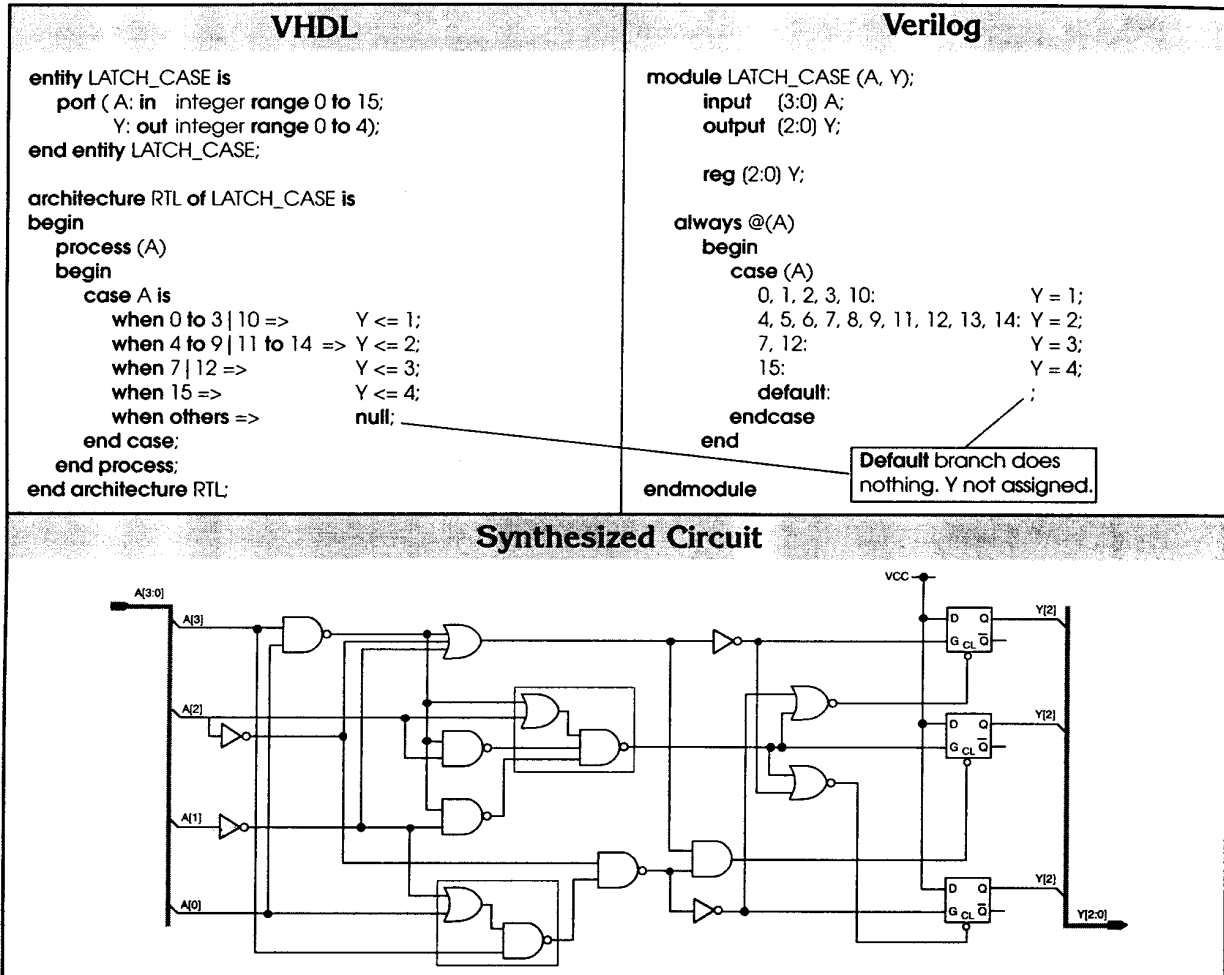 VHDL
entity LATCH_CASE is
port ( A: in integer range 0 to 15;
Y: out integer range 0 to 4);
end entity LATCH_CASE;
architecture RTL of LATCH_CASE is
begin
process (A)
begin
case A is
when 0 to 3 | 10 => Y <= 1;
when 4 to 9 | 11 to 14 => Y <= 2;
when 7 | 12 => Y <= 3;
when 15 => Y <= 4;
when others => null;
end case;
end process;
end architecture RTL;
Verilog
module LATCH_CASE (A, Y);
input (3:0) A;
output (2:0) Y;
reg (2:0) Y;
always @(A)
begin
case (A)
0, 1, 2, 3, 10: Y = 1;
4, 5, 6, 7, 8, 9, 11, 12, 13, 14: Y = 2;
7, 12: Y = 3;
15: Y = 4;
default: ;
endcase
end
endmodule
Default branch does
nothing. Y not assigned.
Synthesized Circuit
VCC
A[3:0]
A[3]
A[2]
A[1]
A[0]
D Q
G CL Q
Y[2]
D Q
G CL Q
Y[2]
D Q
G CL Q
Y[2]
Y[2:0]